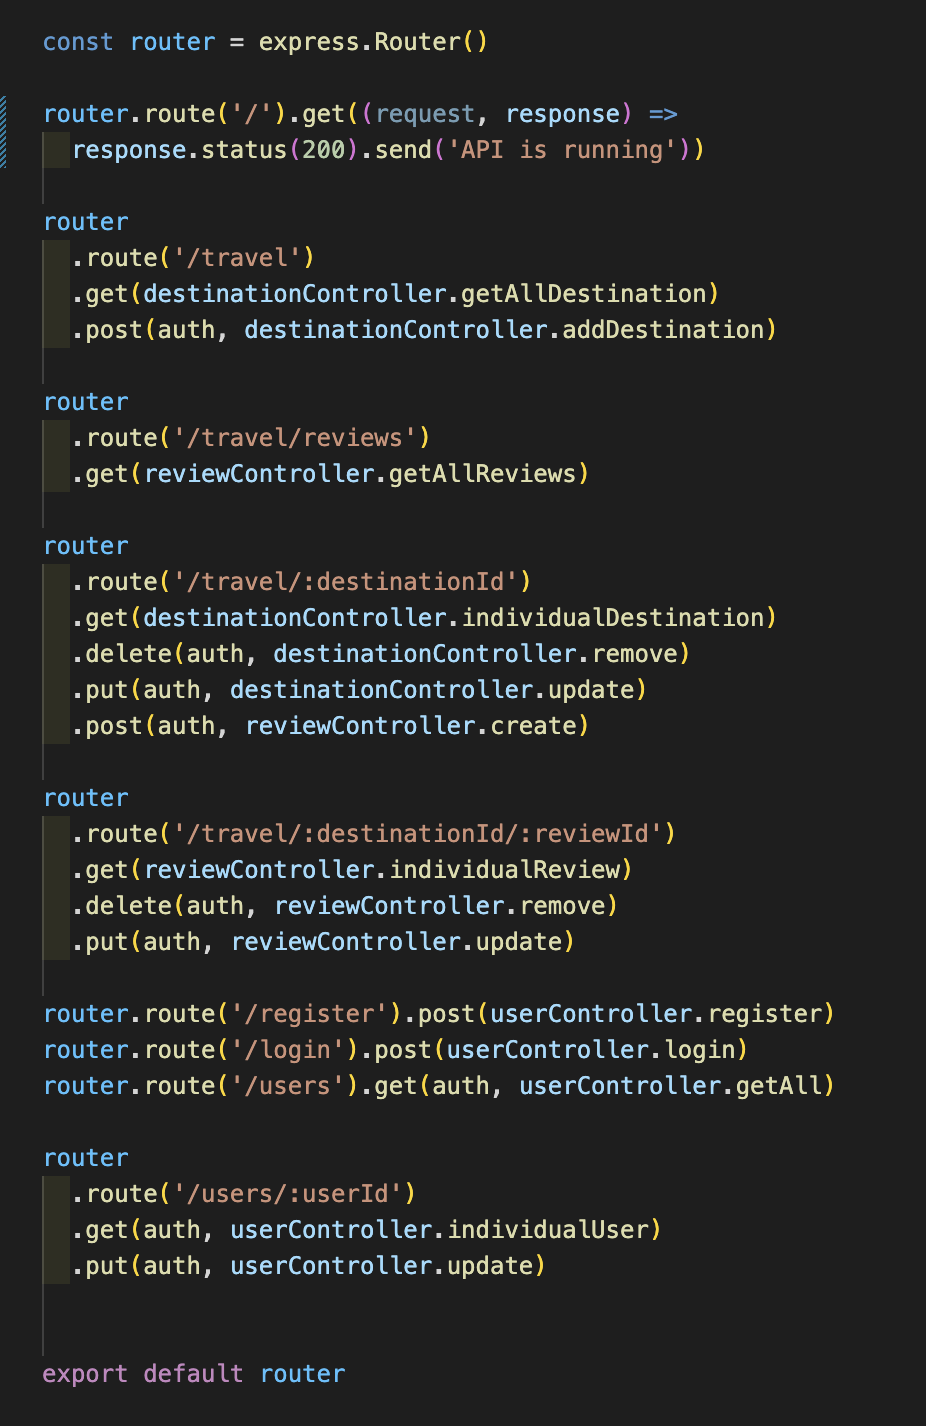 const router = express.Router()
router.route('/').get((request, response) =>
response.status(200).send('API is running'))
router
.route('/travel')
.get(destinationController.getAllDestination)
.post(auth, destinationController.addDestination)
router
.route('/travel/reviews')
.get(reviewController.getAllReviews)
router
.route('/travel/:destinationId')
.get(destinationController.individualDestination)
.delete(auth, destinationController.remove)
.put(auth, destinationController.update)
.post(auth, reviewController.create)
router
.route('/travel/:destinationId/:reviewId')
.get(reviewController.individualReview)
.delete(auth, reviewController.remove)
.put(auth, reviewController.update)
router.route('/register').post(userController.register)
router.route('/login').post(userController.login)
router.route('/users').get(auth, userController.getAll)
router
.route('/users/:userId')
.get(auth, userController.individualUser)
.put(auth, userController.update)
export default router